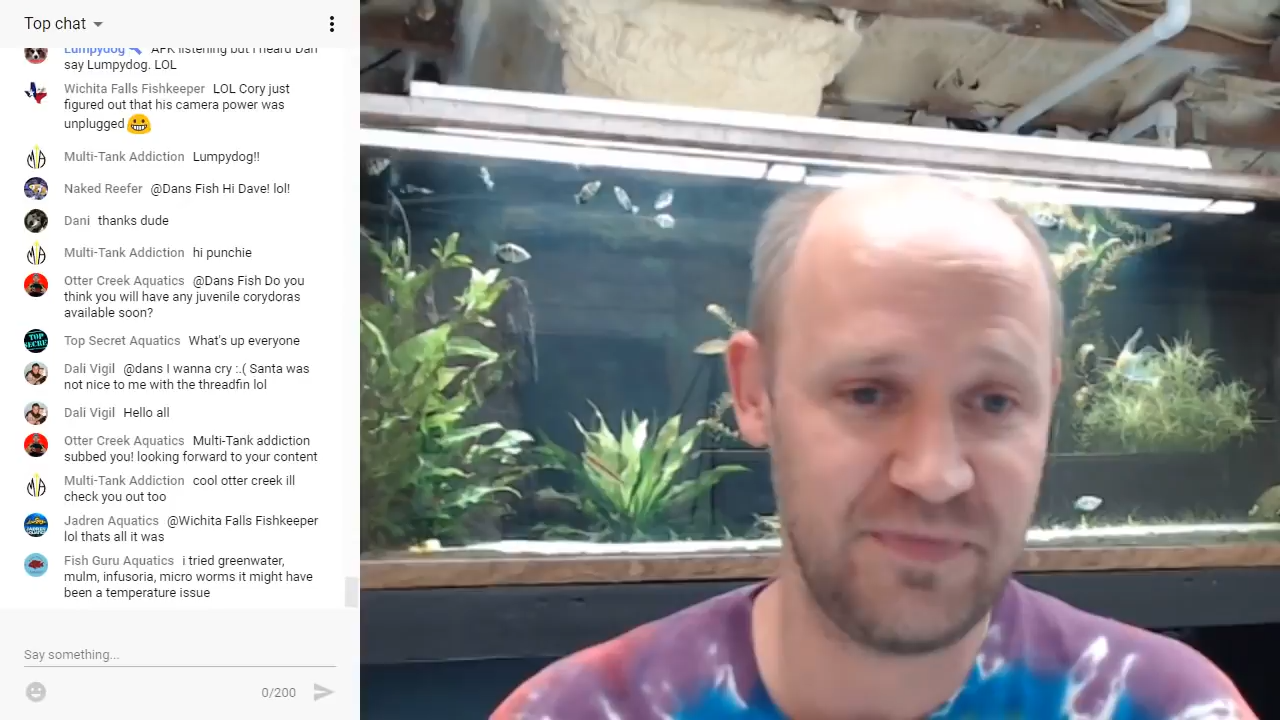 Top chat
Lumpydog AFK listening but I heard Dan
say Lumpydog. LOL
Wichita Falls Fishkeeper LOL Cory just
figured out that his camera power was
unplugged
Multi-Tank Addiction Lumpydog!!
Naked Reefer @Dans Fish Hi Dave! lol!
Dani thanks dude
Multi-Tank Addiction hi punchie
Otter Creek Aquatics @Dans Fish Do you
think you will have any juvenile corydoras
available soon?
TOP
Top Secret Aquatics What's up everyone
Dali Vigil @dans I wanna cry :.( Santa was
not nice to me with the threadfin lol
Dali Vigil Hello all
Otter Creek Aquatics Multi-Tank addiction
subbed you! looking forward to your content
Multi-Tank Addiction cool otter creek ill
check you out too
Jadren Aquatics @Wichita Falls Fishkeeper
lol thats all it was
Fish Guru Aquatics i tried greenwater,
mulm, infusoria, micro worms it might have
been a temperature issue
Say something...
0/200